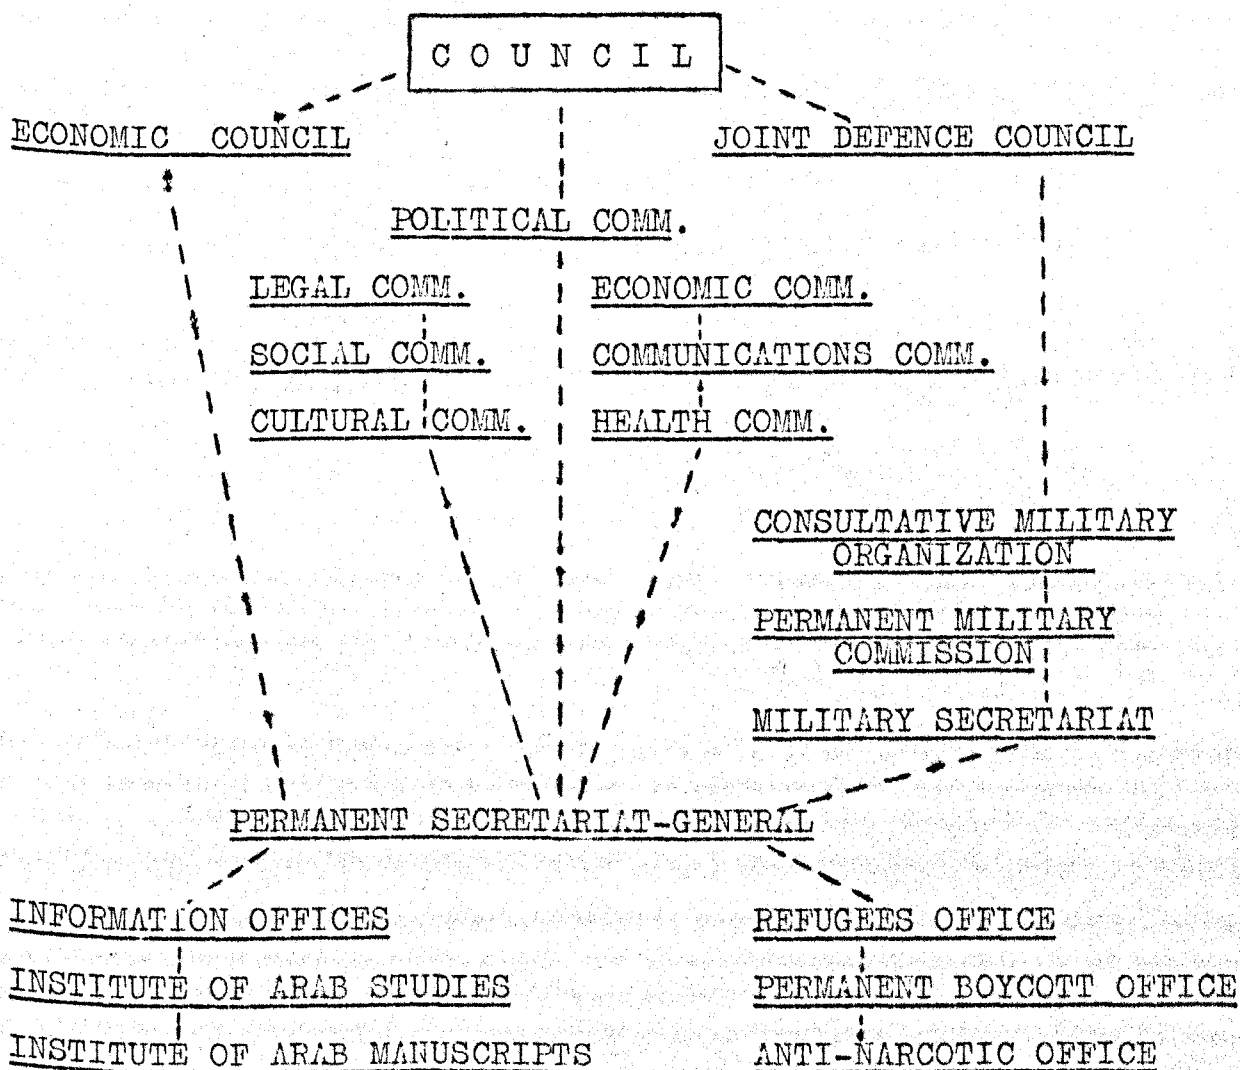 COUNCIL
ECONOMIC COUNCIL
JOINT DEFENCE COUNCIL
POLITICAL COMM.
LEGAL COMM.
ECONOMIC COMM.
SOCIAL COMM.
COMMUNICATIONS COMM.
CULTURAL COMM.
HEALTH COMM.
CONSULTATIVE MILITARY
ORGANIZATION
PERMANENT MILITARY
COMMISSION
MILITARY SECRETARIAT
PERMANENT SECRETARIAT-GENERAL
INFORMATION OFFICES
REFUGEES OFFICE
INSTITUTE OF ARAB STUDIES
PERMANENT BOYCOTT OFFICE
INSTITUTE OF ARAB MANUSCRIPTS
ANTI-NARCOTIC OFFICE